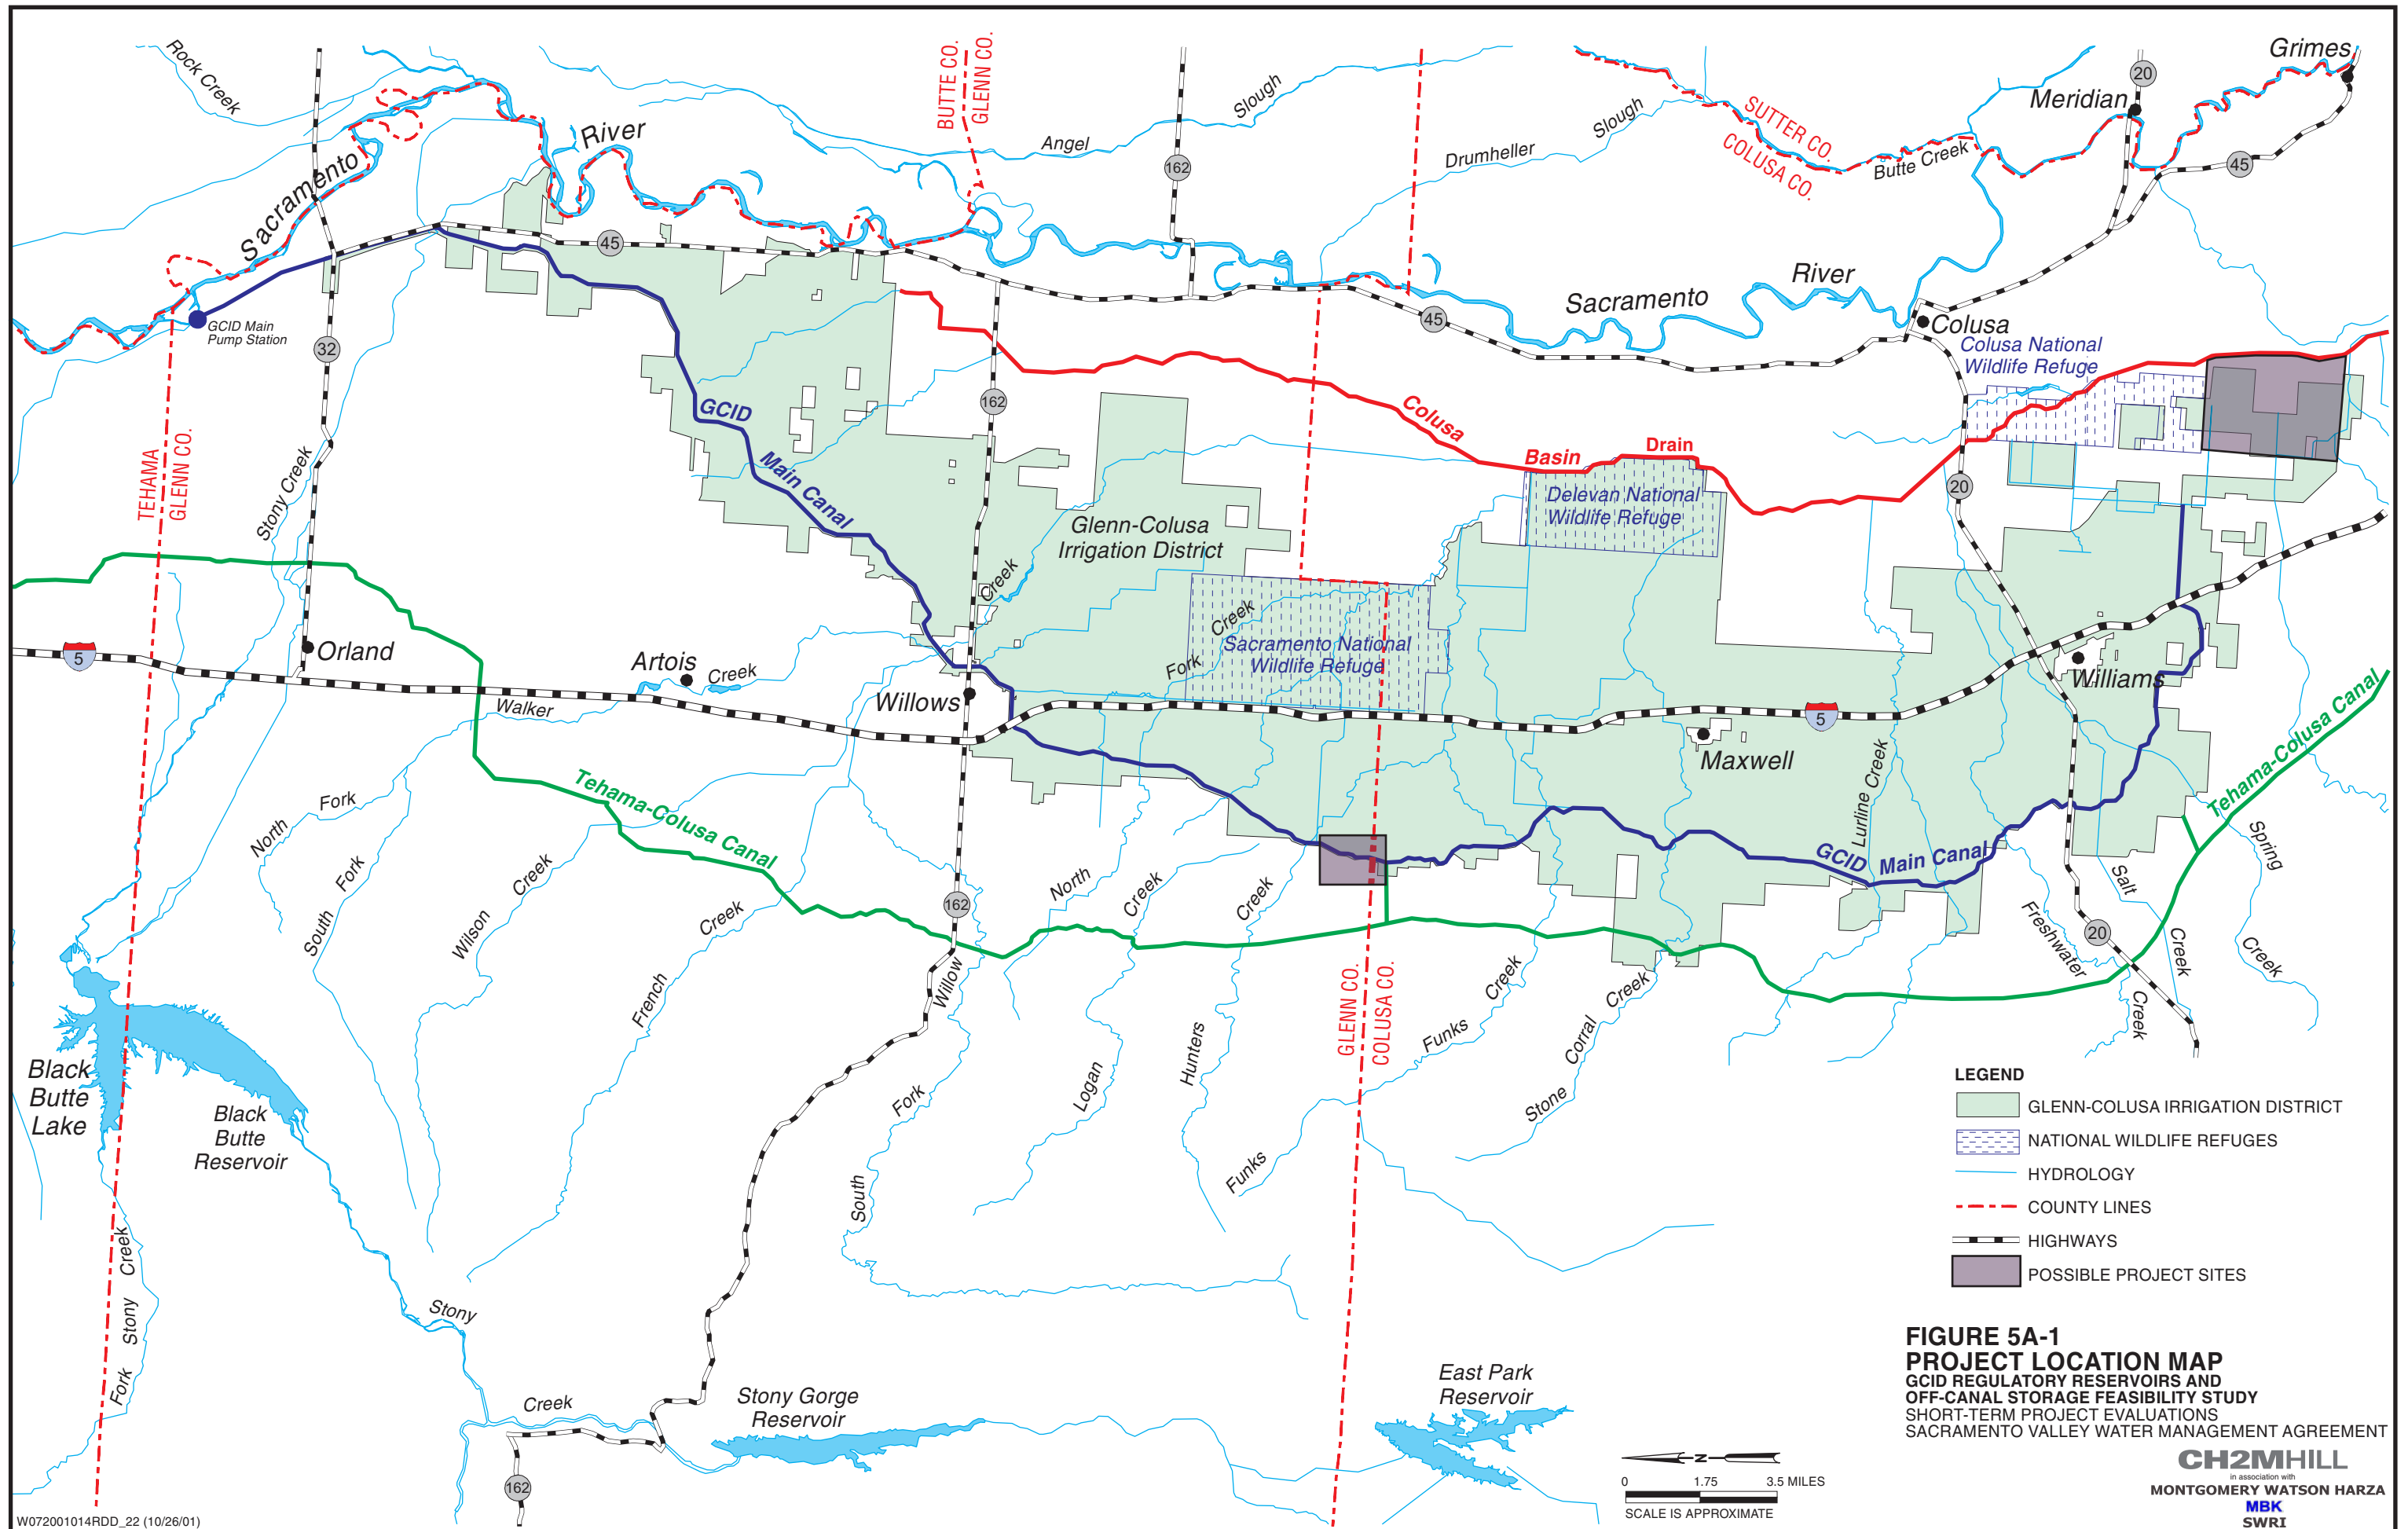 Rock Creek
Sacramento
River
BUTTE CO.
GLENN CO.
Angel
Slough
162
Drumheller
Slough
SUTTER CO.
COLUSA CO.
Butte Creek
Meridian
20
Grimes
45
GCID Main
Pump Station
32
45
Sacramento
River
45
Colusa
Colusa National
Wildlife Refuge
TEHAMA
GLENN CO.
Stony Creek
GCID
Main Canal
162
Colusa
Basin
Drain
Delevan National
Wildlife Refuge
20
Glenn-Colusa
Irrigation District
Creek
Creek
Fork
Sacramento National
Wildlife Refuge
5
Orland
Artois
Creek
Walker
Willows
Maxwell
5
Williams
Tehama-Colusa Canal
Lurline Creek
North
Fork
South
Fork
Tehama-Colusa Canal
Wilson
Creek
French
Creek
162
North
Creek
Creek
GCID
Main Canal
Salt
Creek
Freshwater
Creek
20
Spring
Creek
Willow
Fork
South
Logan
Hunters
GLENN CO.
COLUSA CO.
Funks
Creek
Funks
Stone
Corral
Creek
Black
Butte
Lake
Black
Butte
Reservoir
Fork
Stony
Creek
Stony
Creek
162
Stony Gorge
Reservoir
East Park
Reservoir
LEGEND
GLENN-COLUSA IRRIGATION DISTRICT
NATIONAL WILDLIFE REFUGES
HYDROLOGY
COUNTY LINES
HIGHWAYS
POSSIBLE PROJECT SITES
N
0 1.75 3.5 MILES
SCALE IS APPROXIMATE
FIGURE 5A-1
PROJECT LOCATION MAP
GCID REGULATORY RESERVOIRS AND
OFF-CANAL STORAGE FEASIBILITY STUDY
SHORT-TERM PROJECT EVALUATIONS
SACRAMENTO VALLEY WATER MANAGEMENT AGREEMENT
CH2MHILL
in association with
MONTGOMERY WATSON HARZA
MBK
SWRI
W072001014RDD_22 (10/26/01)